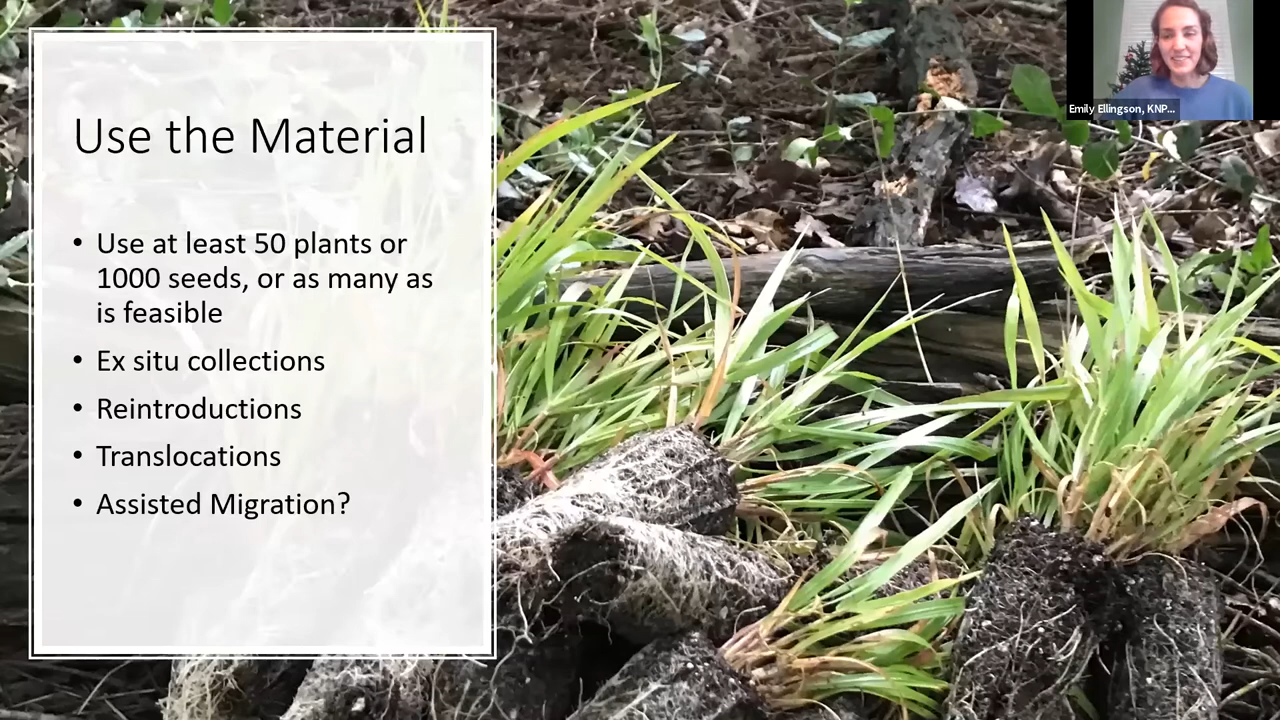 Use the Material
• Use at least 50 plants or
1000 seeds, or as many as
is feasible
• Ex situ collections
• Reintroductions
• Translocations
• Assisted Migration?
Emily Ellingson, KNP...